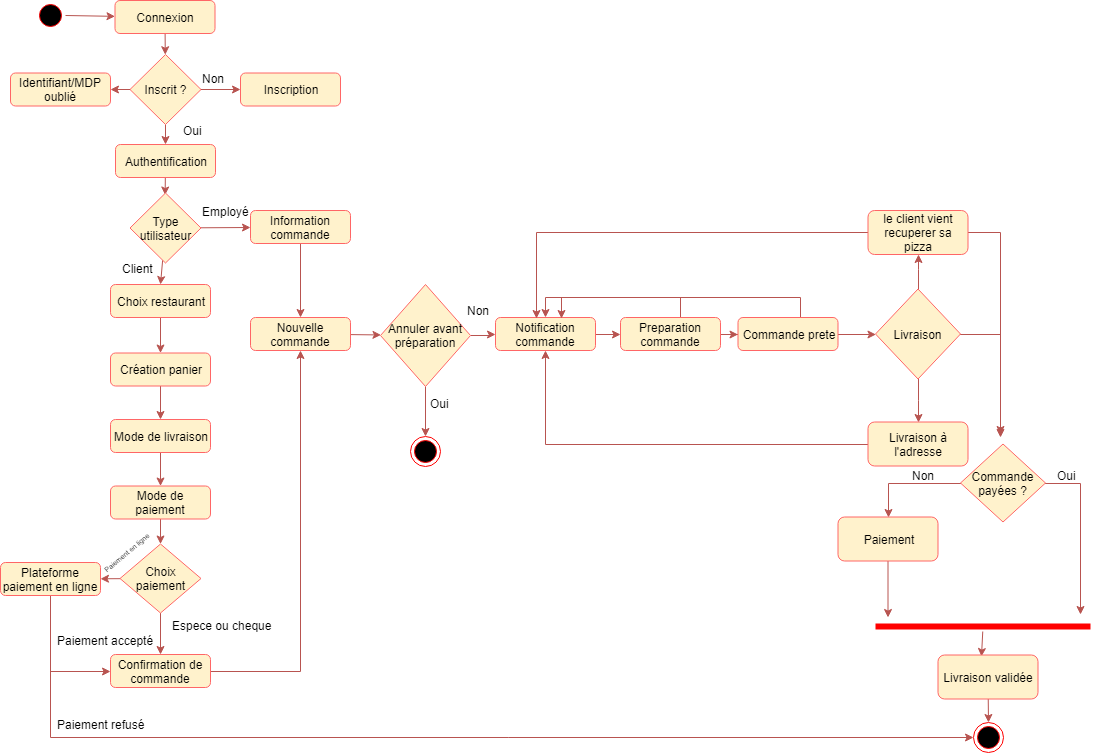 Connexion
Identifiant/MDP
oublié
Inscrit ?
Non
Inscription
Oui
Authentification
Type
utilisateur
Employé
Information
commande
Client
Choix restaurant
Nouvelle
commande
Annuler avant
préparation
Non
Oui
Notification
commande
Preparation
commande
Commande prete
Livraison
le client vient
recuperer sa
pizza
Livraison à
l'adresse
Création panier
Mode de livraison
Mode de
paiement
Choix
paiement
Paiement en ligne
Plateforme
paiement en ligne
Espece ou cheque
Paiement accepté
Confirmation de
commande
Paiement refusé
Commande
payées ?
Non
Oui
Paiement
Livraison validée